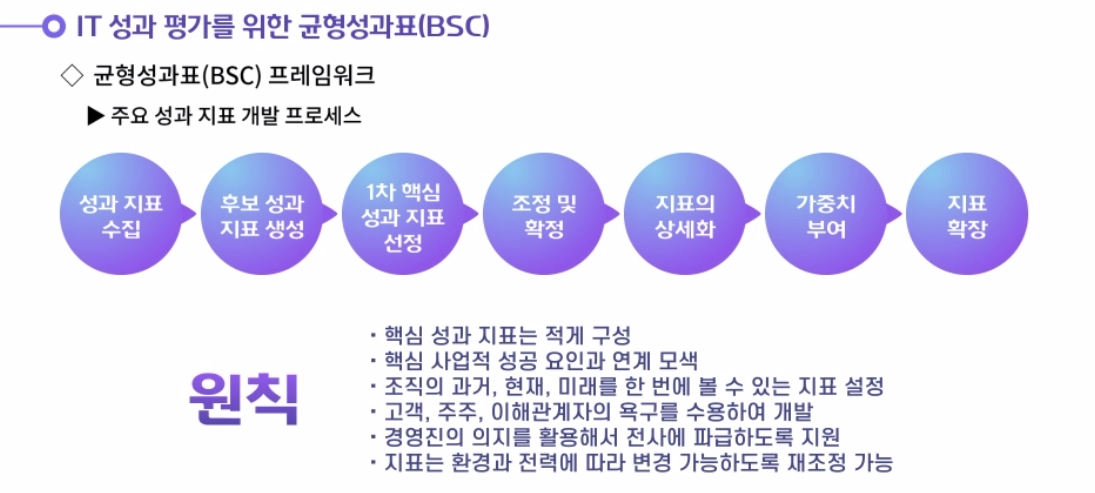 IT 성과 평가를 위한 균형성과표(BSC)
◇ 균형성과표(BSC) 프레임워크
▶ 주요 성과 지표 개발 프로세스
성과 지표
수집
후보 성과
지표 생성
1차 핵심
성과 지표
선정
조정 및
확정
지표의
상세화
가중치
부여
지표
확장
원칙
· 핵심 성과 지표는 적게 구성
· 핵심 사업적 성공 요인과 연계 모색
· 조직의 과거, 현재, 미래를 한 번에 볼 수 있는 지표 설정
· 고객, 주주, 이해관계자의 욕구를 수용하여 개발
· 경영진의 의지를 활용해서 전사에 파급하도록 지원
· 지표는 환경과 전력에 따라 변경 가능하도록 재조정 가능